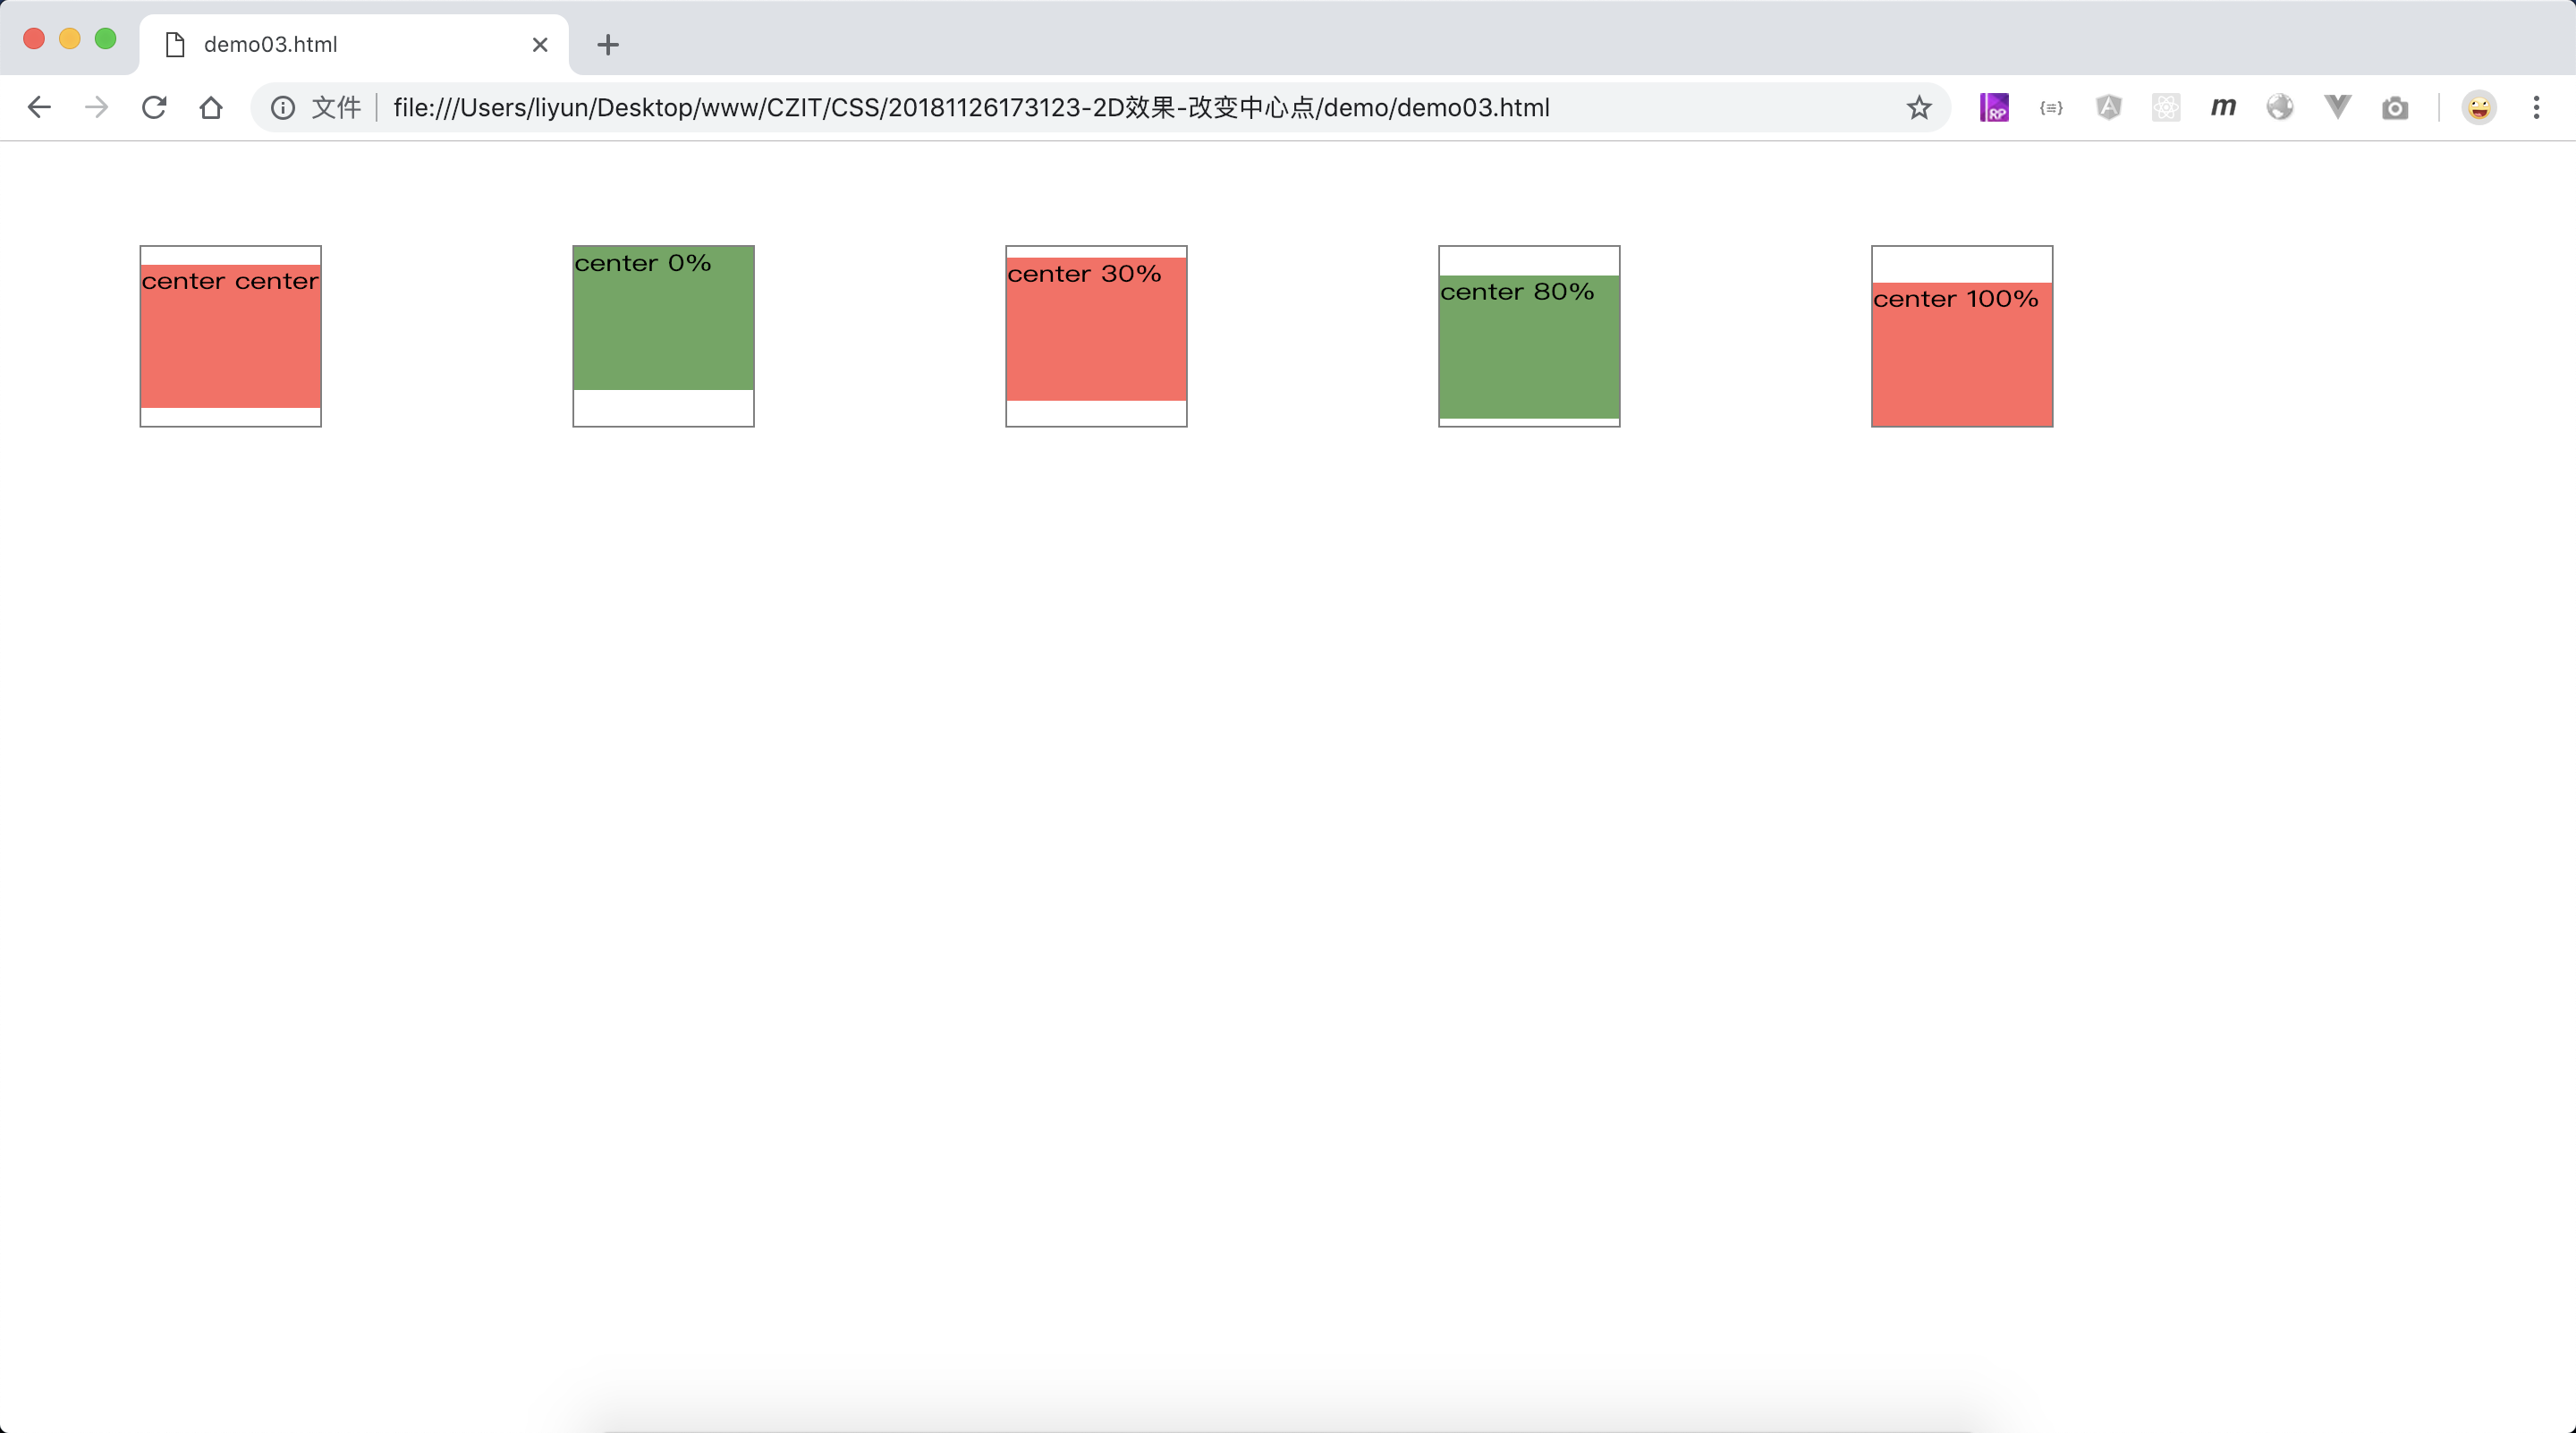 demo03.html
文件 file:///Users/liyun/Desktop/www/CZIT/CSS/20181126173123-2D效果-改变中心点/demo/demo03.html
RP
{≡}
A
m
center center
center 0%
center 30%
center 80%
center 100%